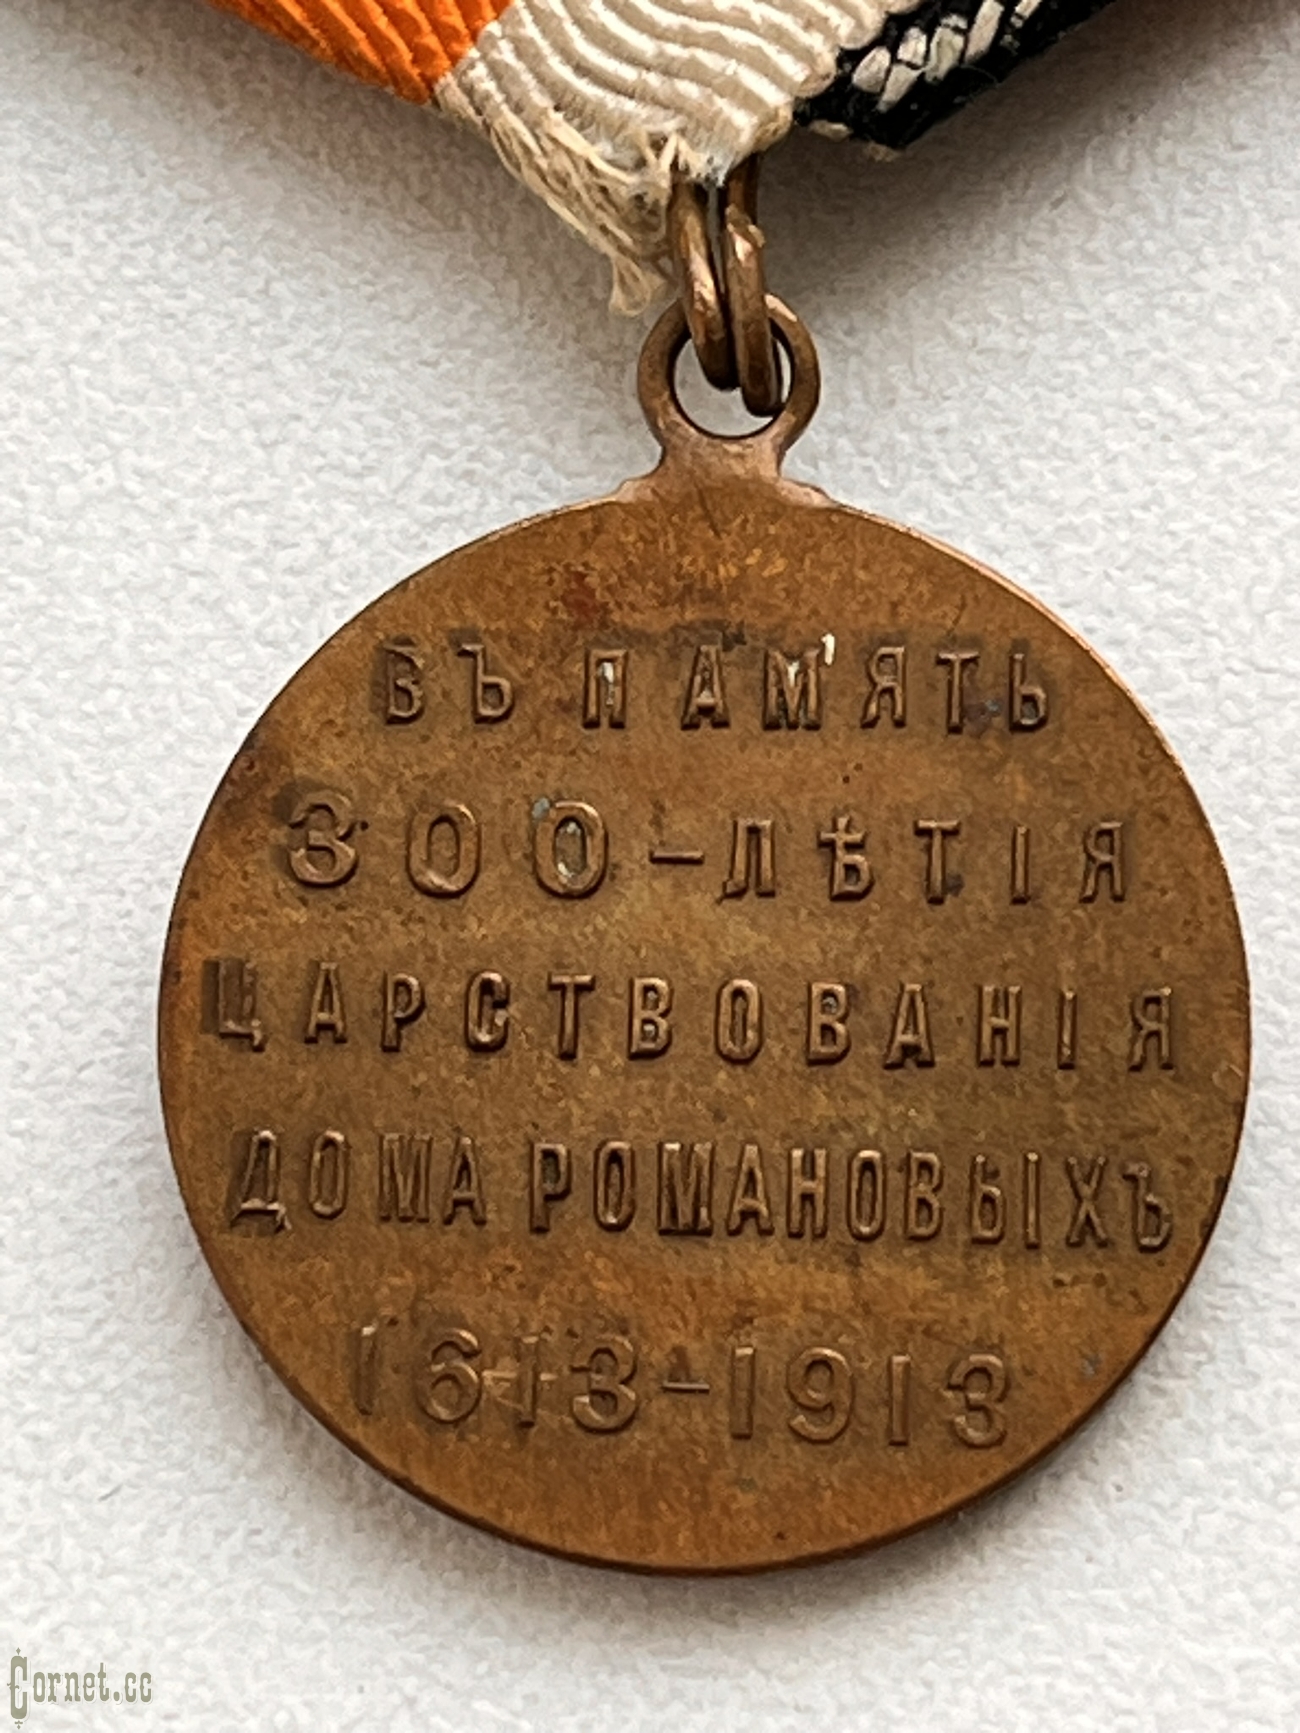 ВЪ ПАМЯТЬ
300-ЛѢТІЯ
ЦАРСТВОВАНІЯ
ДОМА РОМАНОВЫХЪ
1613-1913
Cornet.cc